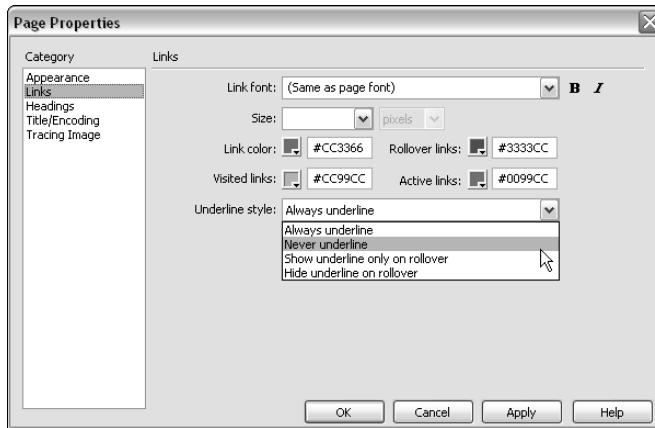 Page Properties
Category
Links
Appearance
Links
Headings
Title/Encoding
Tracing Image
Link font: (Same as page font) B I
Size: pixels
Link color: #CC3366 Rollover links: #3333CC
Visited links: #CC99CC Active links: #0099CC
Underline style: Always underline
Always underline
Never underline
Show underline only on rollover
Hide underline on rollover
OK Cancel Apply Help